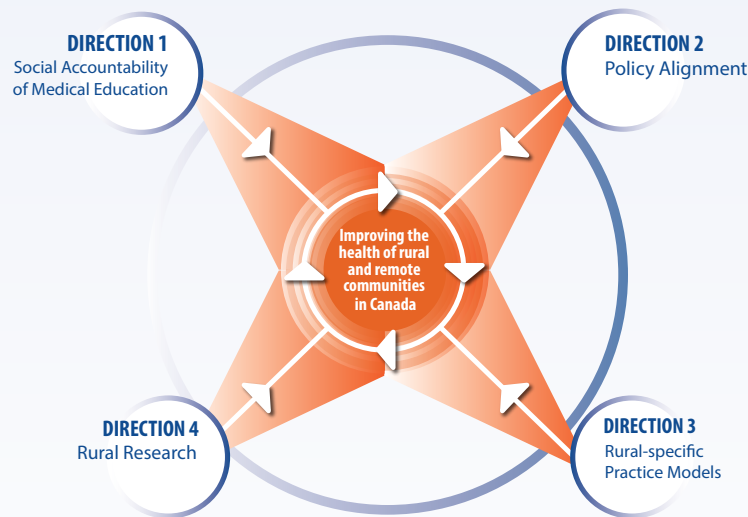 DIRECTION 1
Social Accountability
of Medical Education
DIRECTION 2
Policy Alignment
Improving the
health of rural
and remote
communities
in Canada
DIRECTION 4
Rural Research
DIRECTION 3
Rural-specific
Practice Models